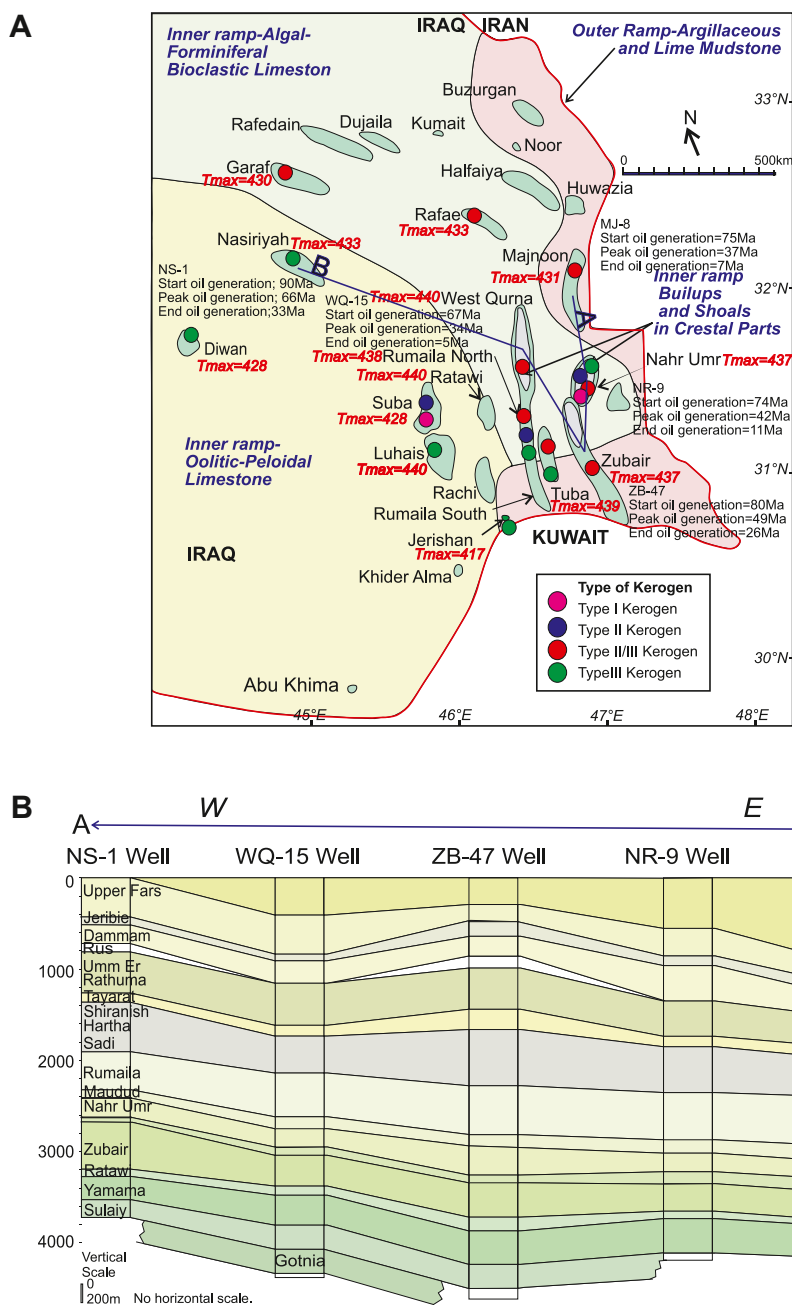 A
Inner ramp-Algal-
Forminiferal
Bioclastic Limeston
IRAQ
IRAN
Outer Ramp-Argillaceous
and Lime Mudstone
33°N
N
0
500km
Buzurgan
Rafedain
Dujaila
Kumait
Noor
Garaf
Tmax=430
Halfaiya
Huwazia
Rafae
Tmax=433
MJ-8
Start oil generation=75Ma
Peak oil generation=37Ma
End oil generation=7Ma
Nasiriyah
Tmax=433
B
Majnoon
Tmax=431
NS-1
Start oil generation; 90Ma
Peak oil generation; 66Ma
End oil generation;33Ma
Inner ramp
Builups
and Shoals
in Crestal Parts
32°N
A
WQ-15
Tmax=440
West Qurna
Start oil generation=67Ma
Peak oil generation=34Ma
End oil generation=5Ma
Diwan
Tmax=428
Tmax=438
Rumaila North
Nahr Umr
Tmax=437
Tmax=440
Ratawi
NR-9
Start oil generation=74Ma
Peak oil generation=42Ma
End oil generation=11Ma
Suba
Tmax=428
Inner ramp-
Oolitic-Peloidal
Limestone
Luhais
Tmax=440
31°N
Zubair
Tmax=437
Rachi
Tuba
Tmax=439
ZB-47
Start oil generation=80Ma
Peak oil generation=49Ma
End oil generation=26Ma
Rumaila South
Jerishan
Tmax=417
KUWAIT
IRAQ
Khider Alma
Type of Kerogen
Type I Kerogen
Type II Kerogen
Type II/III Kerogen
TypeIII Kerogen
30°N
Abu Khima
45°E
46°E
47°E
48°E
B
W
E
A
NS-1 Well
WQ-15 Well
ZB-47 Well
NR-9 Well
0
Upper Fars
Jeribie
Dammam
Rus
1000
Umm Er
Rathuma
Tayarat
Shiranish
Hartha
Sadi
2000
Rumaila
Maudud
Nahr Umr
3000
Zubair
Ratawi
Yamama
Sulaiy
4000
Gotnia
Vertical
Scale
0
200m
No horizontal scale.